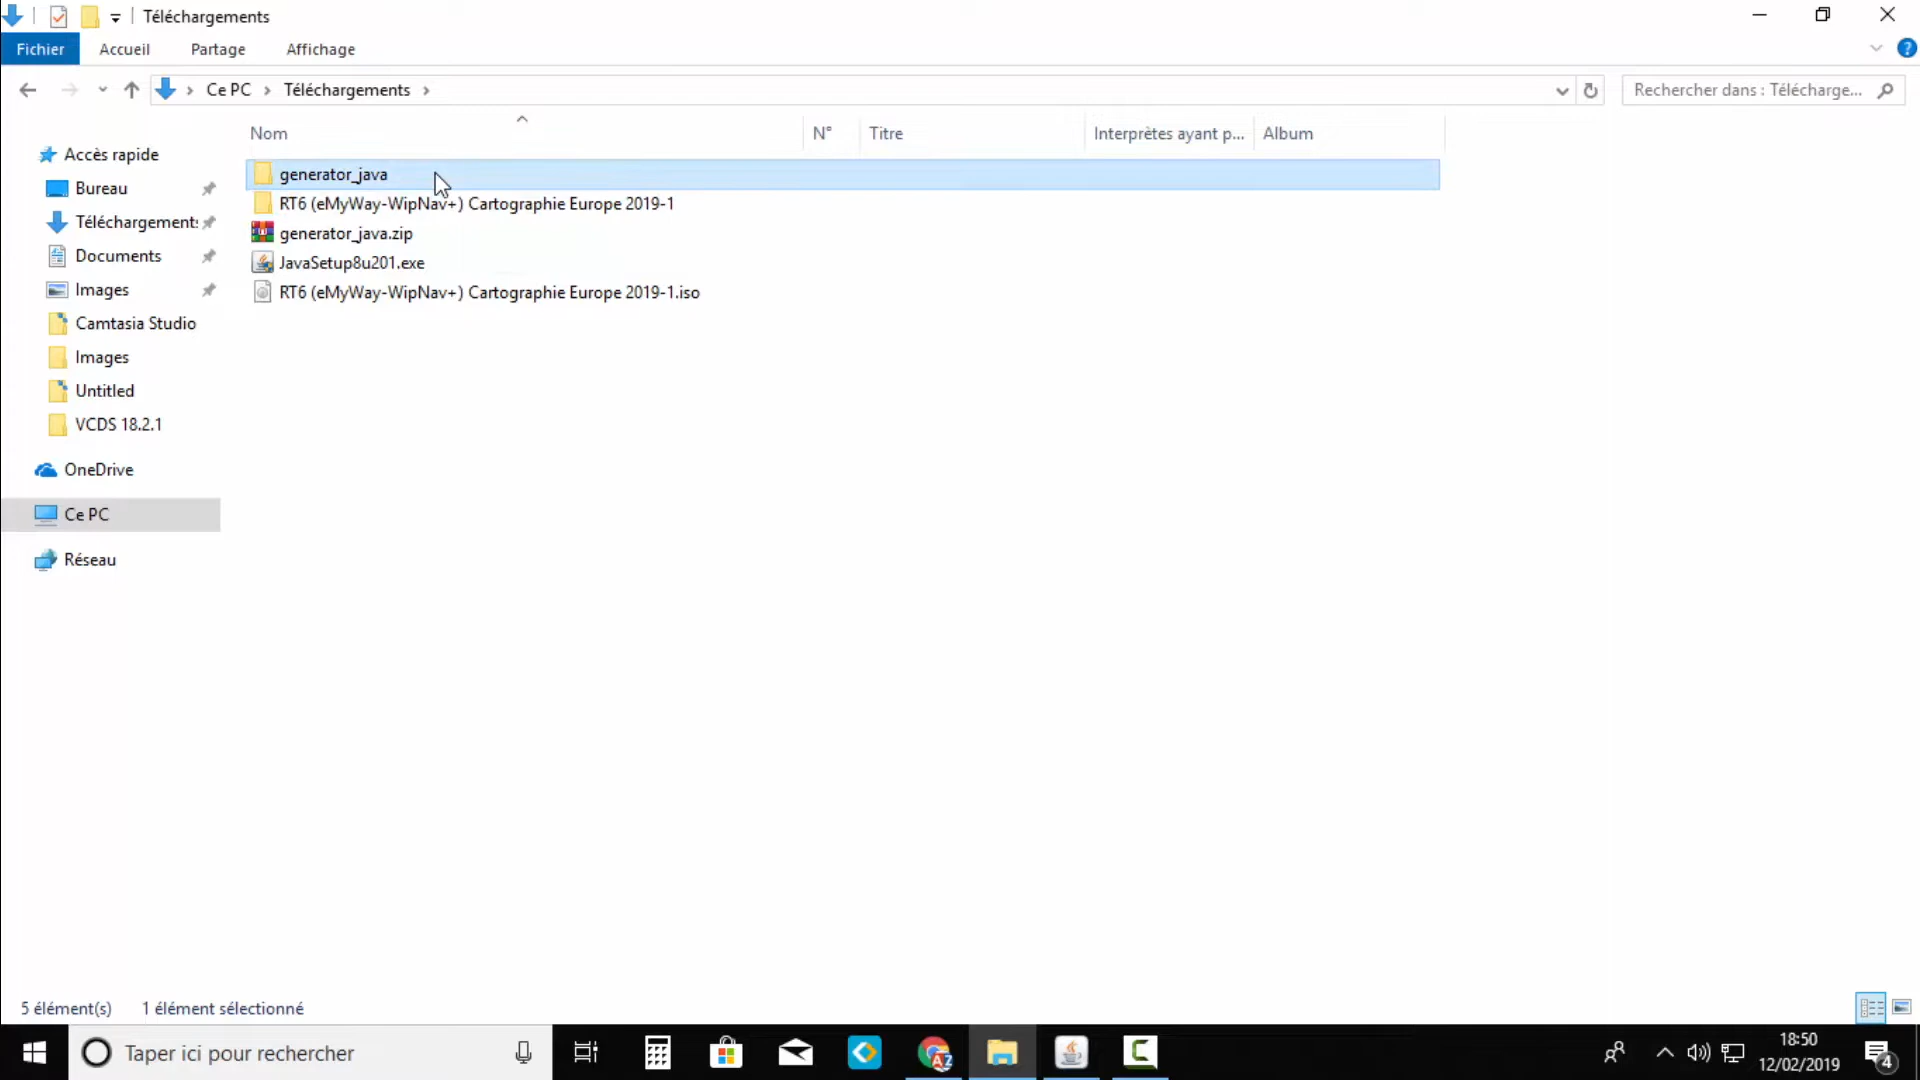 Téléchargements
Fichier Accueil Partage Affichage
Ce PC Téléchargements
Rechercher dans : Télécharge...
Nom N° Titre Interprètes ayant p... Album
Accès rapide
Bureau
Téléchargement
Documents
Images
Camtasia Studio
Images
Untitled
VCDS 18.2.1
OneDrive
Ce PC
Réseau
generator_java
RT6 (eMyWay-WipNav+) Cartographie Europe 2019-1
generator_java.zip
JavaSetup8u201.exe
RT6 (eMyWay-WipNav+) Cartographie Europe 2019-1.iso
5 élément(s) 1 élément sélectionné
Taper ici pour rechercher
AZ
18:50
12/02/2019
4